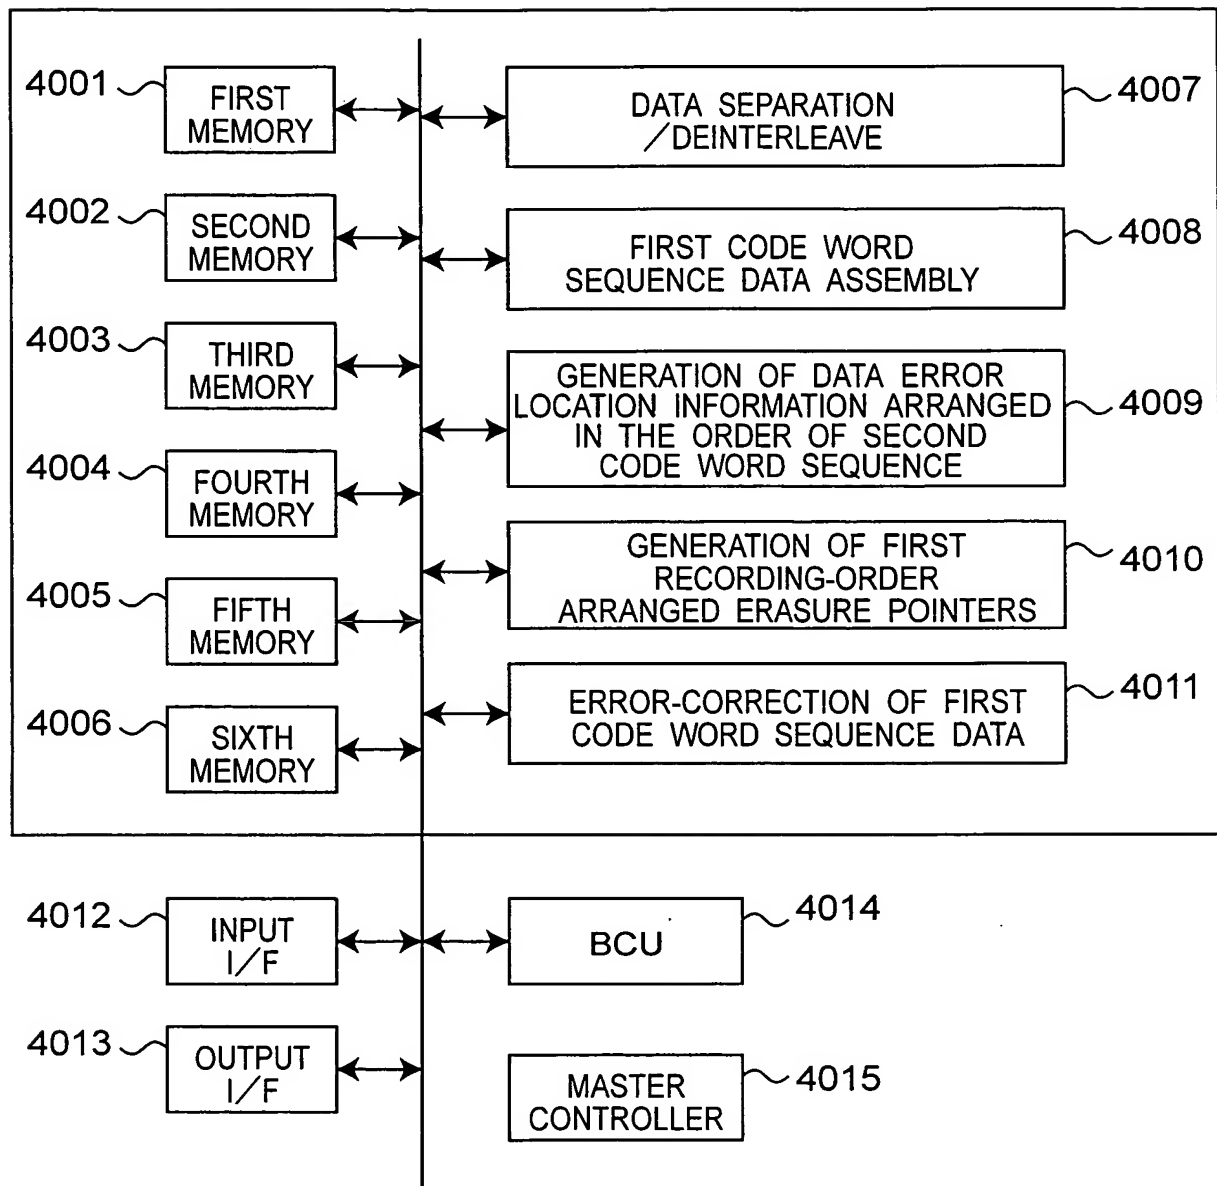 4001
FIRST
MEMORY
4007
DATA SEPARATION
/DEINTERLEAVE
4002
SECOND
MEMORY
4008
FIRST CODE WORD
SEQUENCE DATA ASSEMBLY
4003
THIRD
MEMORY
4009
GENERATION OF DATA ERROR
LOCATION INFORMATION ARRANGED
IN THE ORDER OF SECOND
CODE WORD SEQUENCE
4004
FOURTH
MEMORY
4010
GENERATION OF FIRST
RECORDING-ORDER
ARRANGED ERASURE POINTERS
4005
FIFTH
MEMORY
4011
ERROR-CORRECTION OF FIRST
CODE WORD SEQUENCE DATA
4006
SIXTH
MEMORY
4012
INPUT
I/F
4014
BCU
4013
OUTPUT
I/F
4015
MASTER
CONTROLLER